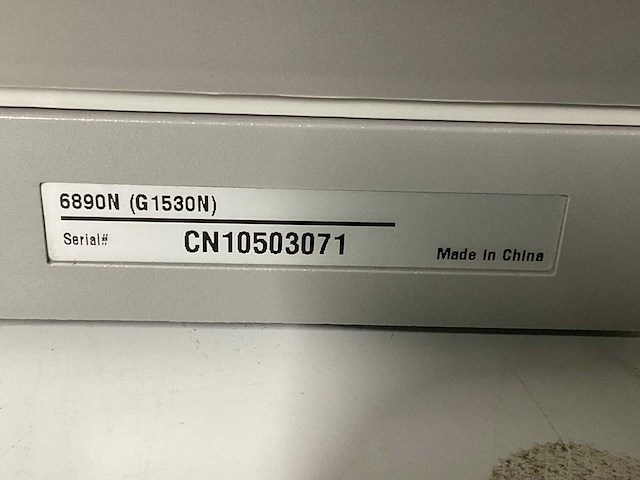 6890N (G1530N)
Serial# CN10503071
Made in China